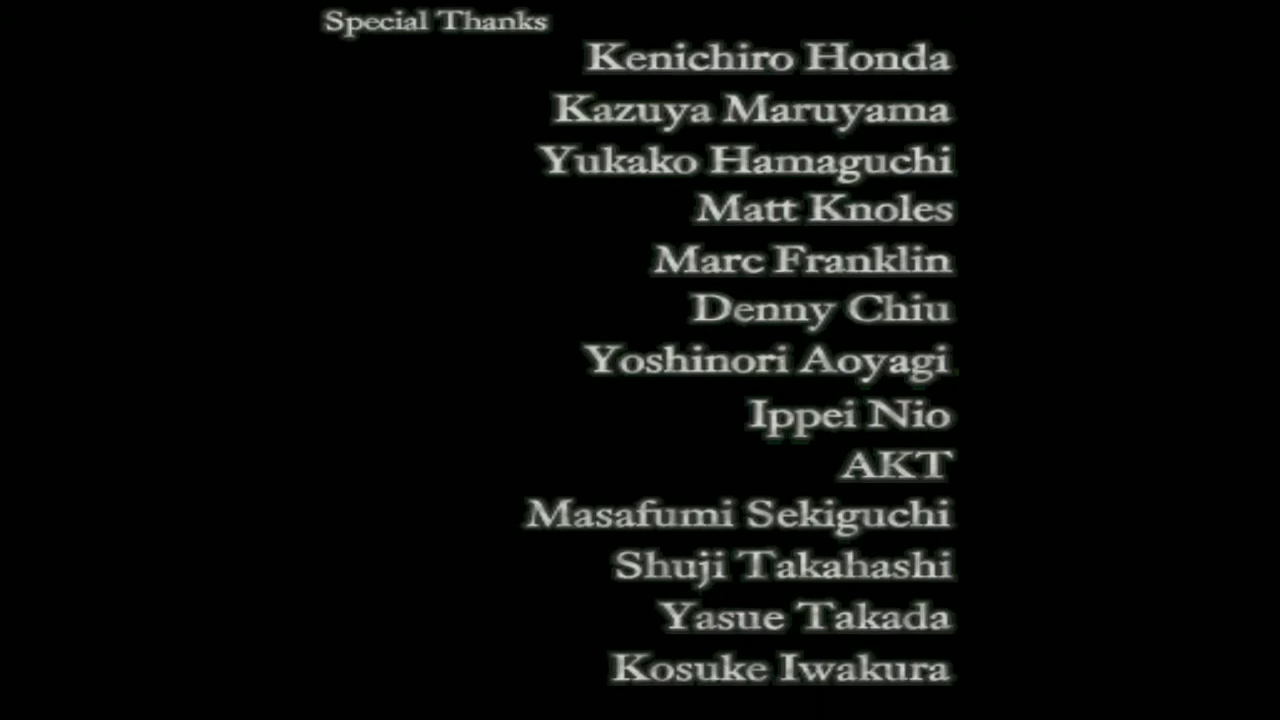 Special Thanks
Kenichiro Honda
Kazuya Maruyama
Yukako Hamaguchi
Matt Knoles
Marc Franklin
Denny Chiu
Yoshinori Aoyagi
Ippei Nio
AKT
Masafumi Sekiguchi
Shuji Takahashi
Yasue Takada
Kosuke Iwakura